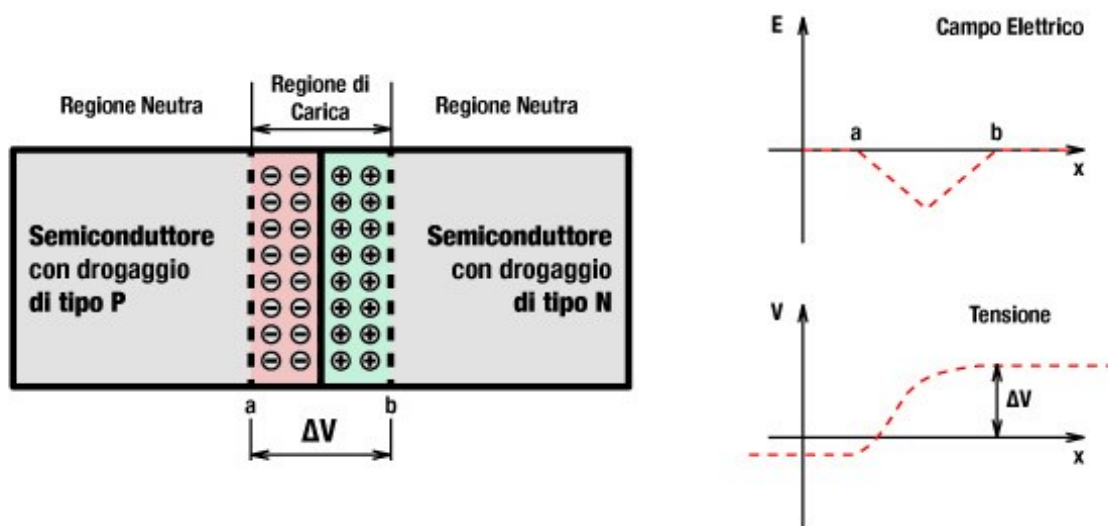 Regione Neutra
Regione di
Carica
Regione Neutra
Semiconduttore
con drogaggio
di tipo P
Semiconduttore
con drogaggio
di tipo N
a
b
ΔV
E
Campo Elettrico
a
b
x
V
Tensione
ΔV
x